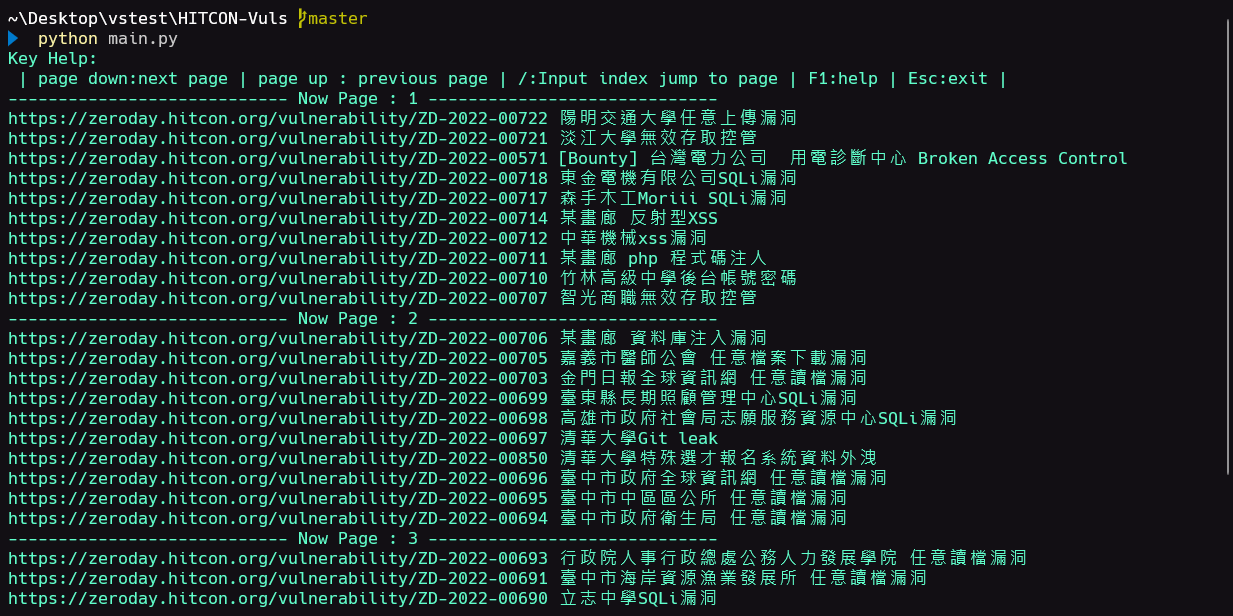 ~\Desktop\vstest\HITCON-Vuls master
python main.py
Key Help:
| page down:next page | page up : previous page | /:Input index jump to page | F1:help | Esc:exit |
---------------------------- Now Page : 1 -----------------------------
https://zeroday.hitcon.org/vulnerability/ZD-2022-00722 陽明交通大學任意上傳漏洞
https://zeroday.hitcon.org/vulnerability/ZD-2022-00721 淡江大學無效存取控管
https://zeroday.hitcon.org/vulnerability/ZD-2022-00571 [Bounty] 台灣電力公司  用電診斷中心 Broken Access Control
https://zeroday.hitcon.org/vulnerability/ZD-2022-00718 東金電機有限公司SQLi漏洞
https://zeroday.hitcon.org/vulnerability/ZD-2022-00717 森手木工Moriii SQLi漏洞
https://zeroday.hitcon.org/vulnerability/ZD-2022-00714 某畫廊 反射型XSS
https://zeroday.hitcon.org/vulnerability/ZD-2022-00712 中華機械xss漏洞
https://zeroday.hitcon.org/vulnerability/ZD-2022-00711 某畫廊 php 程式碼注入
https://zeroday.hitcon.org/vulnerability/ZD-2022-00710 竹林高級中學後台帳號密碼
https://zeroday.hitcon.org/vulnerability/ZD-2022-00707 智光商職無效存取控管
---------------------------- Now Page : 2 -----------------------------
https://zeroday.hitcon.org/vulnerability/ZD-2022-00706 某畫廊 資料庫注入漏洞
https://zeroday.hitcon.org/vulnerability/ZD-2022-00705 嘉義市醫師公會 任意檔案下載漏洞
https://zeroday.hitcon.org/vulnerability/ZD-2022-00703 金門日報全球資訊網 任意讀檔漏洞
https://zeroday.hitcon.org/vulnerability/ZD-2022-00699 臺東縣長期照顧管理中心SQLi漏洞
https://zeroday.hitcon.org/vulnerability/ZD-2022-00698 高雄市政府社會局志願服務資源中心SQLi漏洞
https://zeroday.hitcon.org/vulnerability/ZD-2022-00697 清華大學Git leak
https://zeroday.hitcon.org/vulnerability/ZD-2022-00850 清華大學特殊選才報名系統資料外洩
https://zeroday.hitcon.org/vulnerability/ZD-2022-00696 臺中市政府全球資訊網 任意讀檔漏洞
https://zeroday.hitcon.org/vulnerability/ZD-2022-00695 臺中市中區區公所 任意讀檔漏洞
https://zeroday.hitcon.org/vulnerability/ZD-2022-00694 臺中市政府衛生局 任意讀檔漏洞
---------------------------- Now Page : 3 -----------------------------
https://zeroday.hitcon.org/vulnerability/ZD-2022-00693 行政院人事行政總處公務人力發展學院 任意讀檔漏洞
https://zeroday.hitcon.org/vulnerability/ZD-2022-00691 臺中市海岸資源漁業發展所 任意讀檔漏洞
https://zeroday.hitcon.org/vulnerability/ZD-2022-00690 立志中學SQLi漏洞